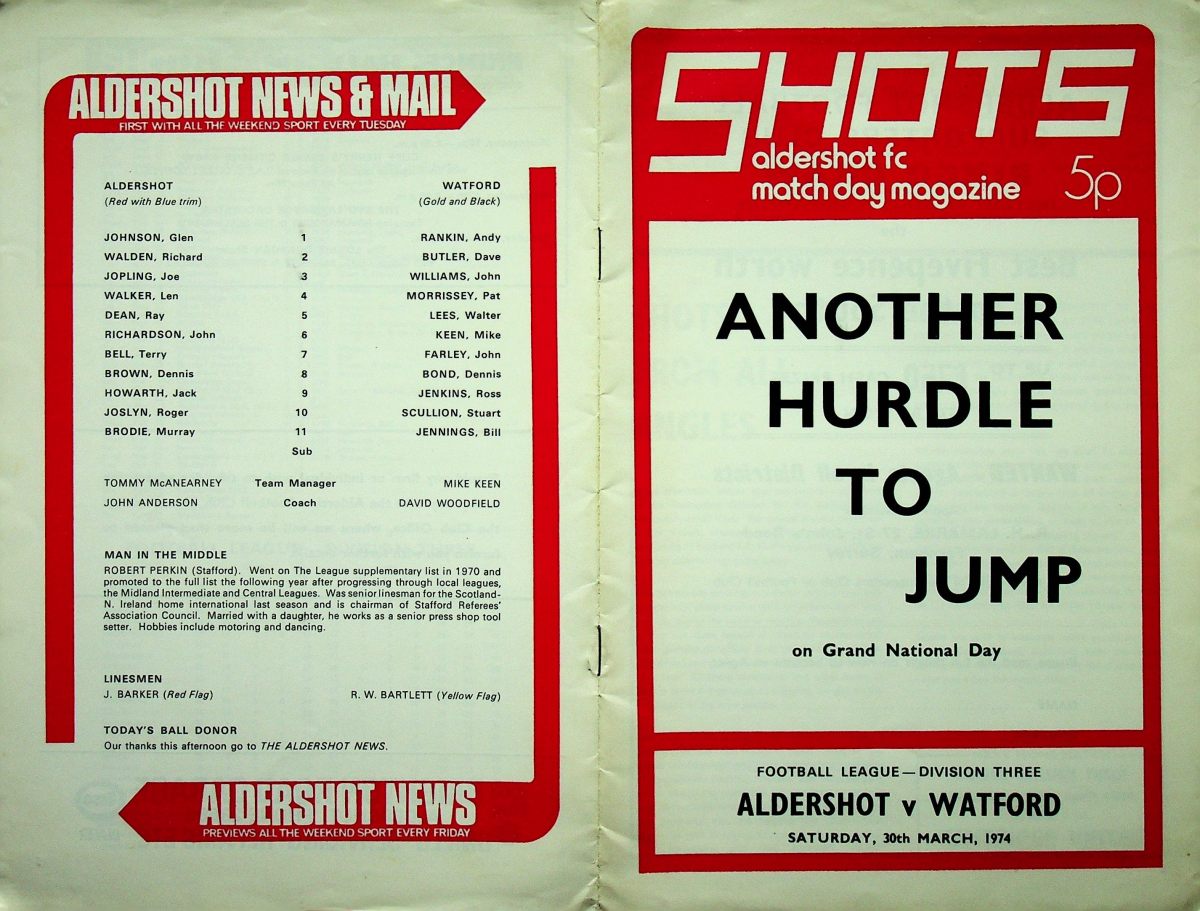 ALDERSHOT NEWS & MAIL
FIRST WITH ALL THE WEEKEND SPORT EVERY TUESDAY
ALDERSHOT WATFORD
(Red with Blue trim) (Gold and Black)
JOHNSON, Glen 1 RANKIN, Andy
WALDEN, Richard 2 BUTLER, Dave
JOPLING, Joe 3 WILLIAMS, John
WALKER, Len 4 MORRISSEY, Pat
DEAN, Ray 5 LEES, Walter
RICHARDSON, John 6 KEEN, Mike
BELL, Terry 7 FARLEY, John
BROWN, Dennis 8 BOND, Dennis
HOWARTH, Jack 9 JENKINS, Ross
JOSLYN, Roger 10 SCULLION, Stuart
BRODIE, Murray 11 JENNINGS, Bill
Sub
TOMMY McANEARNEY Team Manager MIKE KEEN
JOHN ANDERSON Coach DAVID WOODFIELD
MAN IN THE MIDDLE
ROBERT PERKIN (Stafford). Went on The League supplementary list in 1970 and
promoted to the full list the following year after progressing through local leagues,
the Midland Intermediate and Central Leagues. Was senior linesman for the Scotland-
N. Ireland home international last season and is chairman of Stafford Referees'
Association Council. Married with a daughter, he works as a senior press shop tool
setter. Hobbies include motoring and dancing.
LINESMEN
J. BARKER (Red Flag) R. W. BARTLETT (Yellow Flag)
TODAY'S BALL DONOR
Our thanks this afternoon go to THE ALDERSHOT NEWS.
ALDERSHOT NEWS
PREVIEWS ALL THE WEEKEND SPORT EVERY FRIDAY
SHOTS
aldershot fc
match day magazine 5p
ANOTHER
HURDLE
TO
JUMP
on Grand National Day
FOOTBALL LEAGUE — DIVISION THREE
ALDERSHOT v WATFORD
SATURDAY, 30th MARCH, 1974